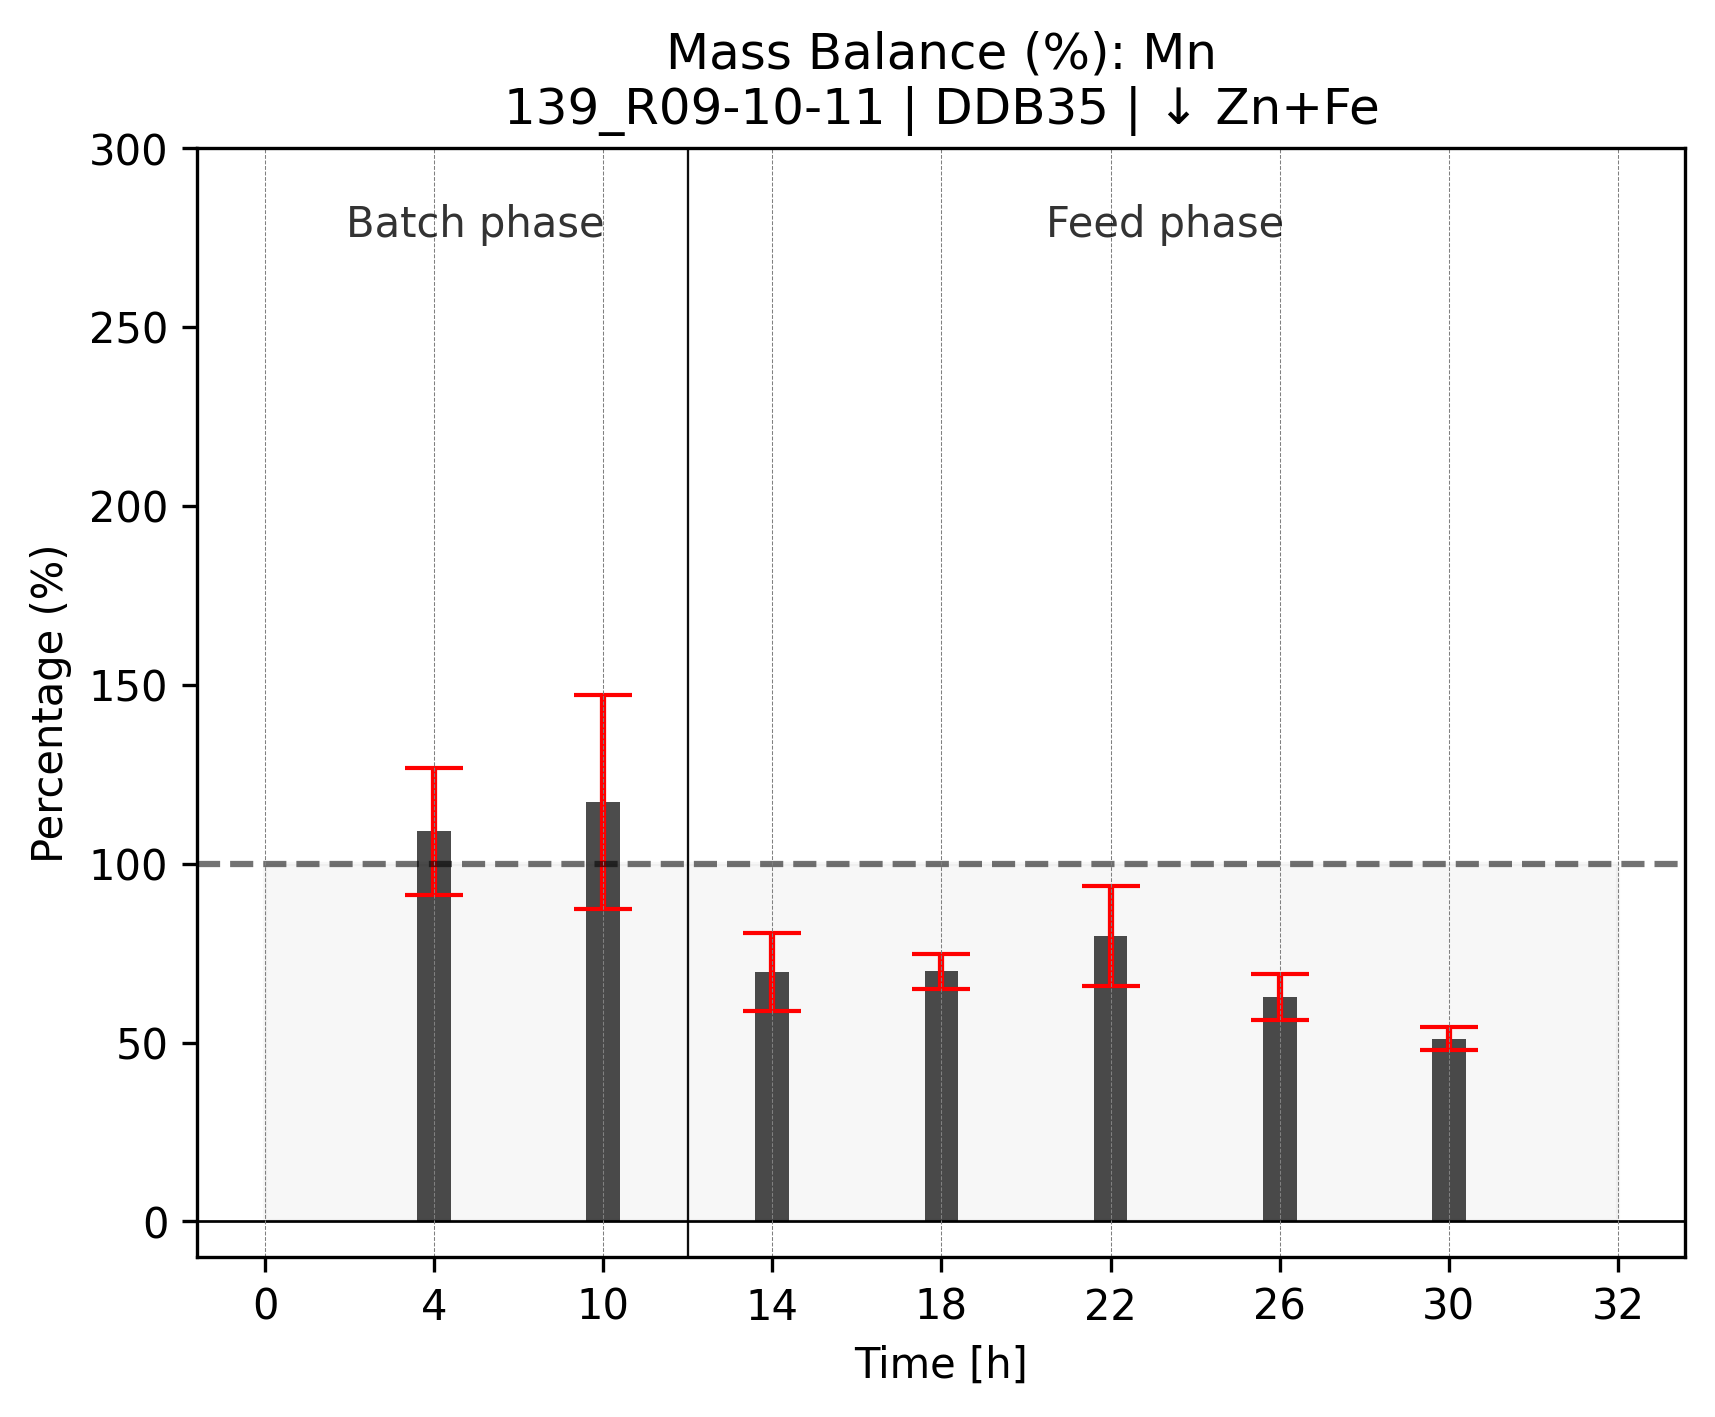 Mass Balance (%): Mn
139_R09-10-11 | DDB35 | ↓ Zn+Fe
300
Batch phase
Feed phase
250
200
150
100
50
0
Percentage (%)
0 4 10 14 18 22 26 30 32
Time [h]